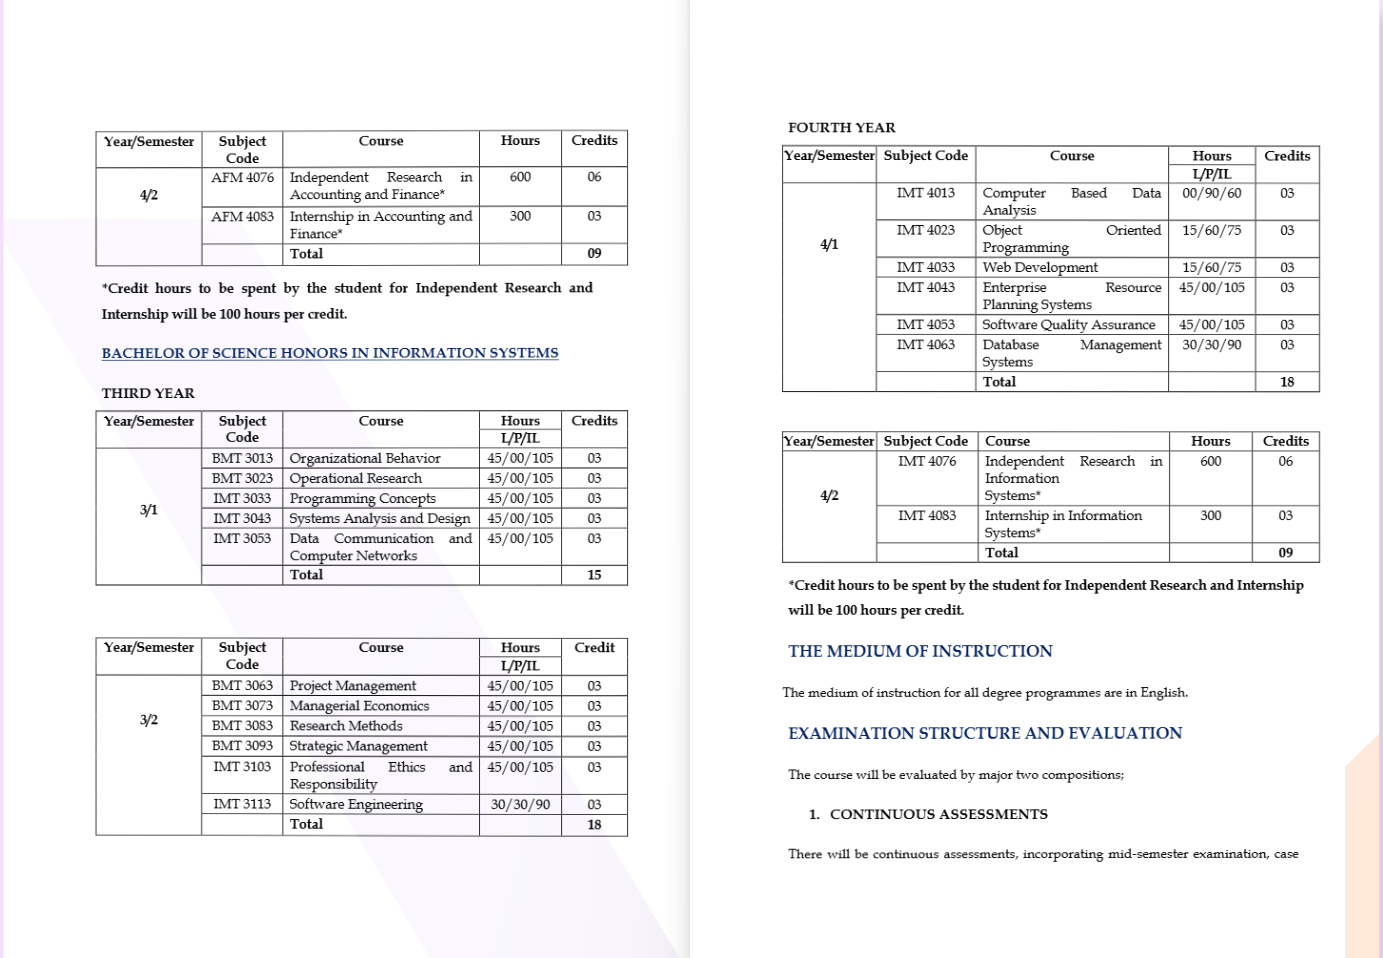 Year/Semester Subject Code Course Hours Credits
4/2 AFM 4076 Independent Research in Accounting and Finance* 600 06
AFM 4083 Internship in Accounting and Finance* 300 03
Total 09
*Credit hours to be spent by the student for Independent Research and
Internship will be 100 hours per credit.
BACHELOR OF SCIENCE HONORS IN INFORMATION SYSTEMS
THIRD YEAR
Year/Semester Subject Code Course Hours L/P/IL Credits
3/1 BMT 3013 Organizational Behavior 45/00/105 03
BMT 3023 Operational Research 45/00/105 03
IMT 3033 Programming Concepts 45/00/105 03
IMT 3043 Systems Analysis and Design 45/00/105 03
IMT 3053 Data Communication and Computer Networks 45/00/105 03
Total 15
Year/Semester Subject Code Course Hours L/P/IL Credit
3/2 BMT 3063 Project Management 45/00/105 03
BMT 3073 Managerial Economics 45/00/105 03
BMT 3083 Research Methods 45/00/105 03
BMT 3093 Strategic Management 45/00/105 03
IMT 3103 Professional Ethics and Responsibility 45/00/105 03
IMT 3113 Software Engineering 30/30/90 03
Total 18
FOURTH YEAR
Year/Semester Subject Code Course Hours L/P/IL Credits
4/1 IMT 4013 Computer Based Data Analysis 00/90/60 03
IMT 4023 Object Oriented Programming 15/60/75 03
IMT 4033 Web Development 15/60/75 03
IMT 4043 Enterprise Resource Planning Systems 45/00/105 03
IMT 4053 Software Quality Assurance 45/00/105 03
IMT 4063 Database Management Systems 30/30/90 03
Total 18
Year/Semester Subject Code Course Hours Credits
4/2 IMT 4076 Independent Research in Information Systems* 600 06
IMT 4083 Internship in Information Systems* 300 03
Total 09
*Credit hours to be spent by the student for Independent Research and Internship
will be 100 hours per credit.
THE MEDIUM OF INSTRUCTION
The medium of instruction for all degree programmes are in English.
EXAMINATION STRUCTURE AND EVALUATION
The course will be evaluated by major two compositions;
1. CONTINUOUS ASSESSMENTS
There will be continuous assessments, incorporating mid-semester examination, case